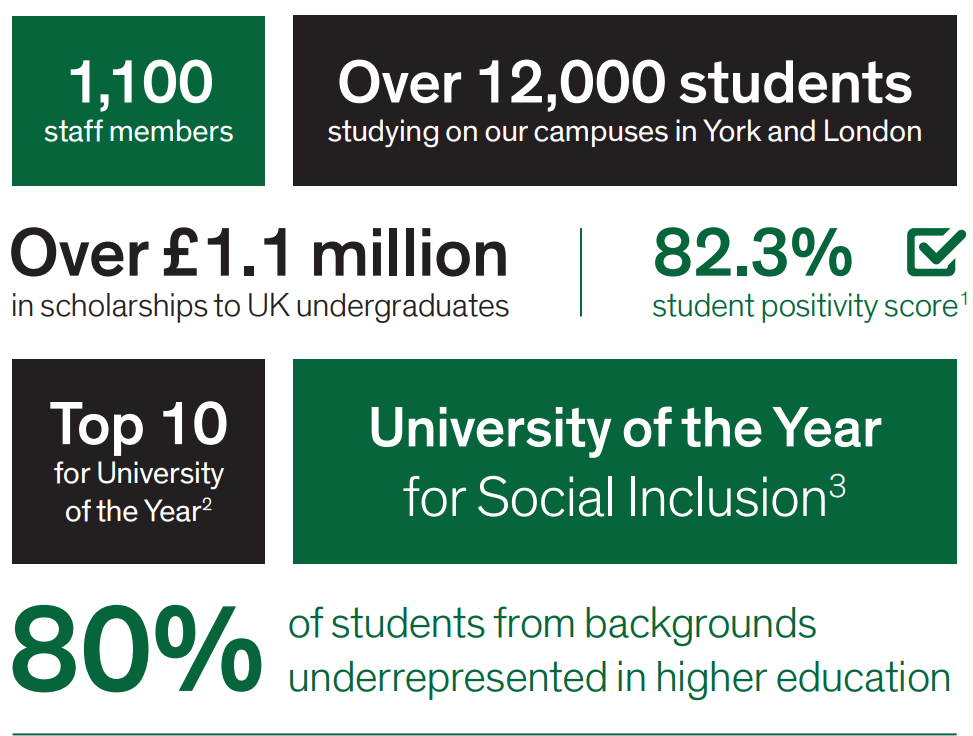 1,100
staff members
Over 12,000 students
studying on our campuses in York and London
Over £1.1 million
in scholarships to UK undergraduates
82.3%
student positivity score¹
Top 10
for University
of the Year²
University of the Year
for Social Inclusion³
80%
of students from backgrounds
underrepresented in higher education